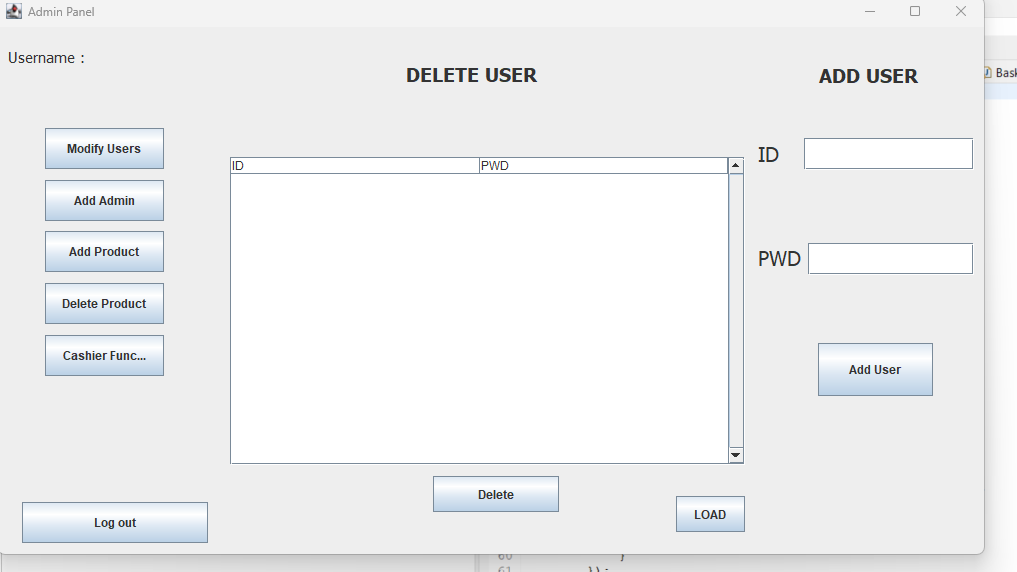 Admin Panel
Username :
DELETE USER
ADD USER
Bask
Modify Users
Add Admin
Add Product
Delete Product
Cashier Func...
Log out
ID PWD
Delete
LOAD
ID
PWD
Add User
60 }
61 });